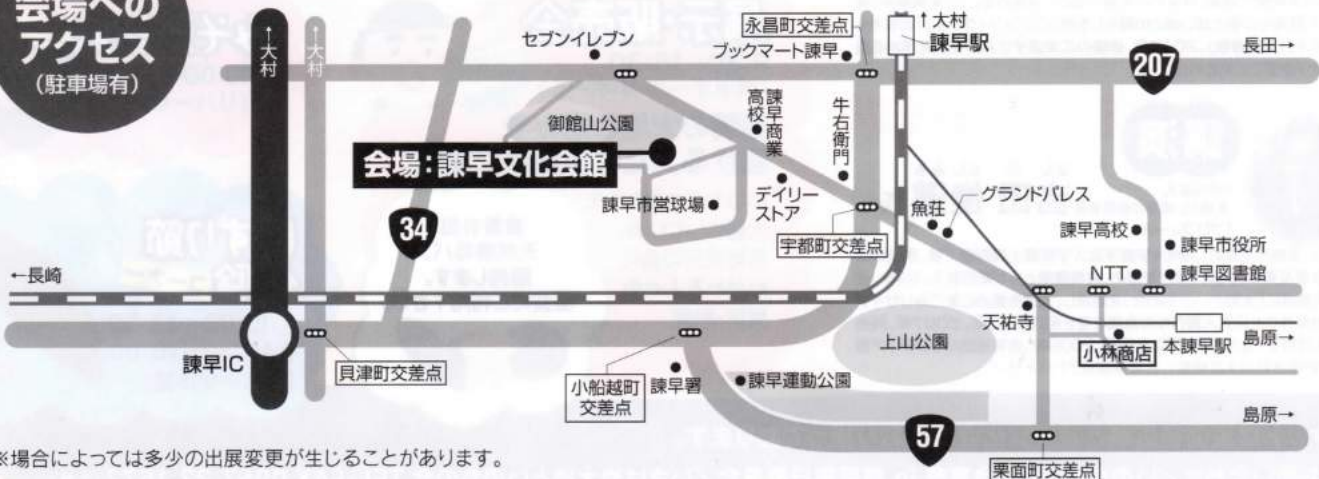 会場への
アクセス
(駐車場有)
↑大村
↑大村
セブンイレブン
永昌町交差点
ブックマート諫早
↑大村
諫早駅
長田→
207
御館山公園
諫早商業
高校
牛右衛門
会場:諫早文化会館
諫早市営球場
デイリー
ストア
宇都町交差点
魚荘
グランドパレス
諫早高校
諫早市役所
NTT
諫早図書館
34
←長崎
諫早IC
貝津町交差点
小船越町
交差点
諫早署
諫早運動公園
上山公園
天祐寺
小林商店
本諫早駅
島原→
島原→
57
栗面町交差点
※場合によっては多少の出展変更が生じることがあります。